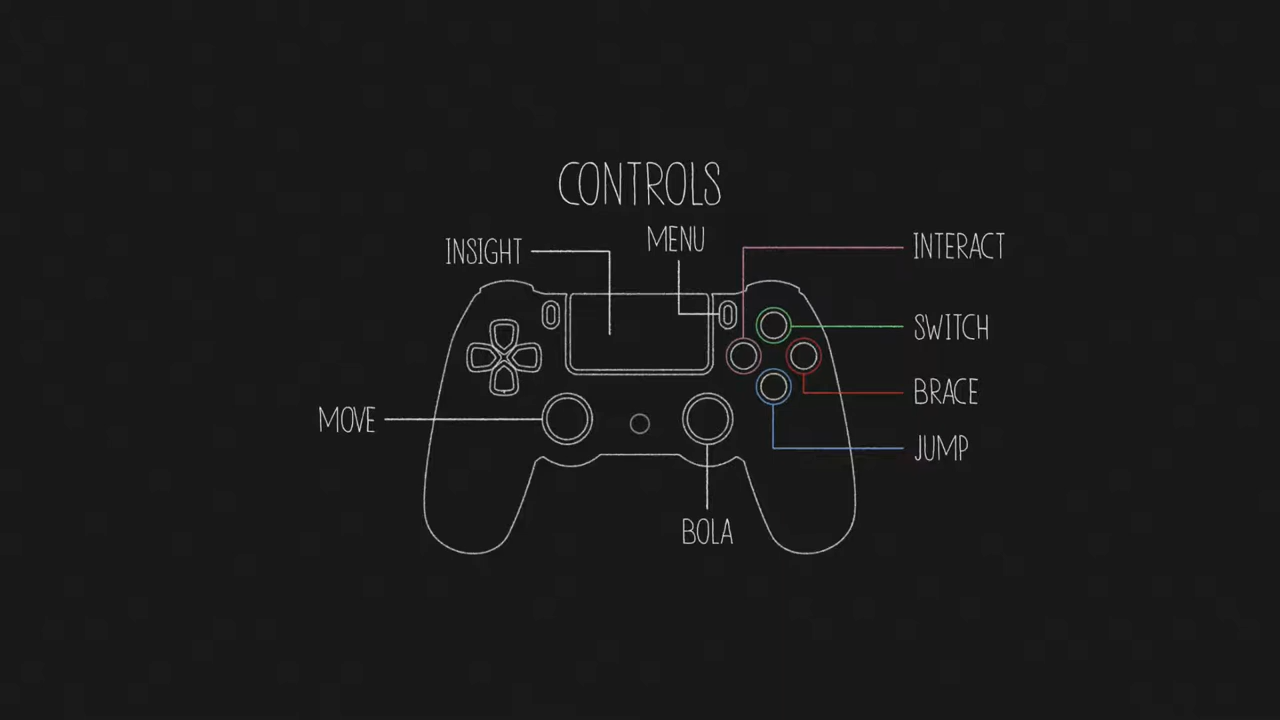 CONTROLS
MENU
INSIGHT
INTERACT
SWITCH
BRACE
MOVE
JUMP
BOLA